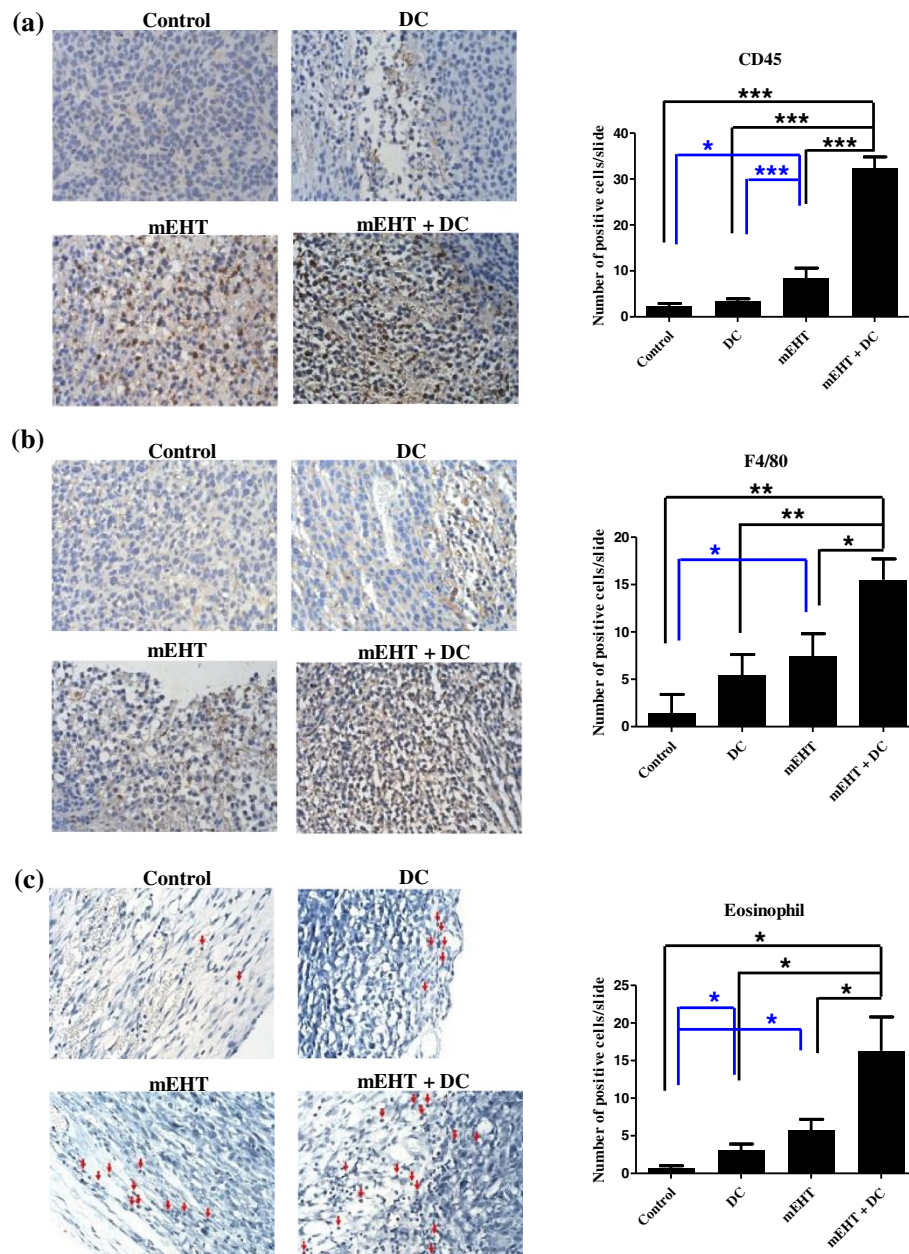 (a)
Control
DC
mEHT
mEHT + DC
CD45
***
***
*
***
***
Number of positive cells/slide
40
30
20
10
0
Control
DC
mEHT
mEHT + DC
(b)
Control
DC
mEHT
mEHT + DC
F4/80
**
**
*
*
Number of positive cells/slide
20
15
10
5
0
Control
DC
mEHT
mEHT + DC
(c)
Control
DC
mEHT
mEHT + DC
Eosinophil
*
*
*
*
*
Number of positive cells/slide
25
20
15
10
5
0
Control
DC
mEHT
mEHT + DC